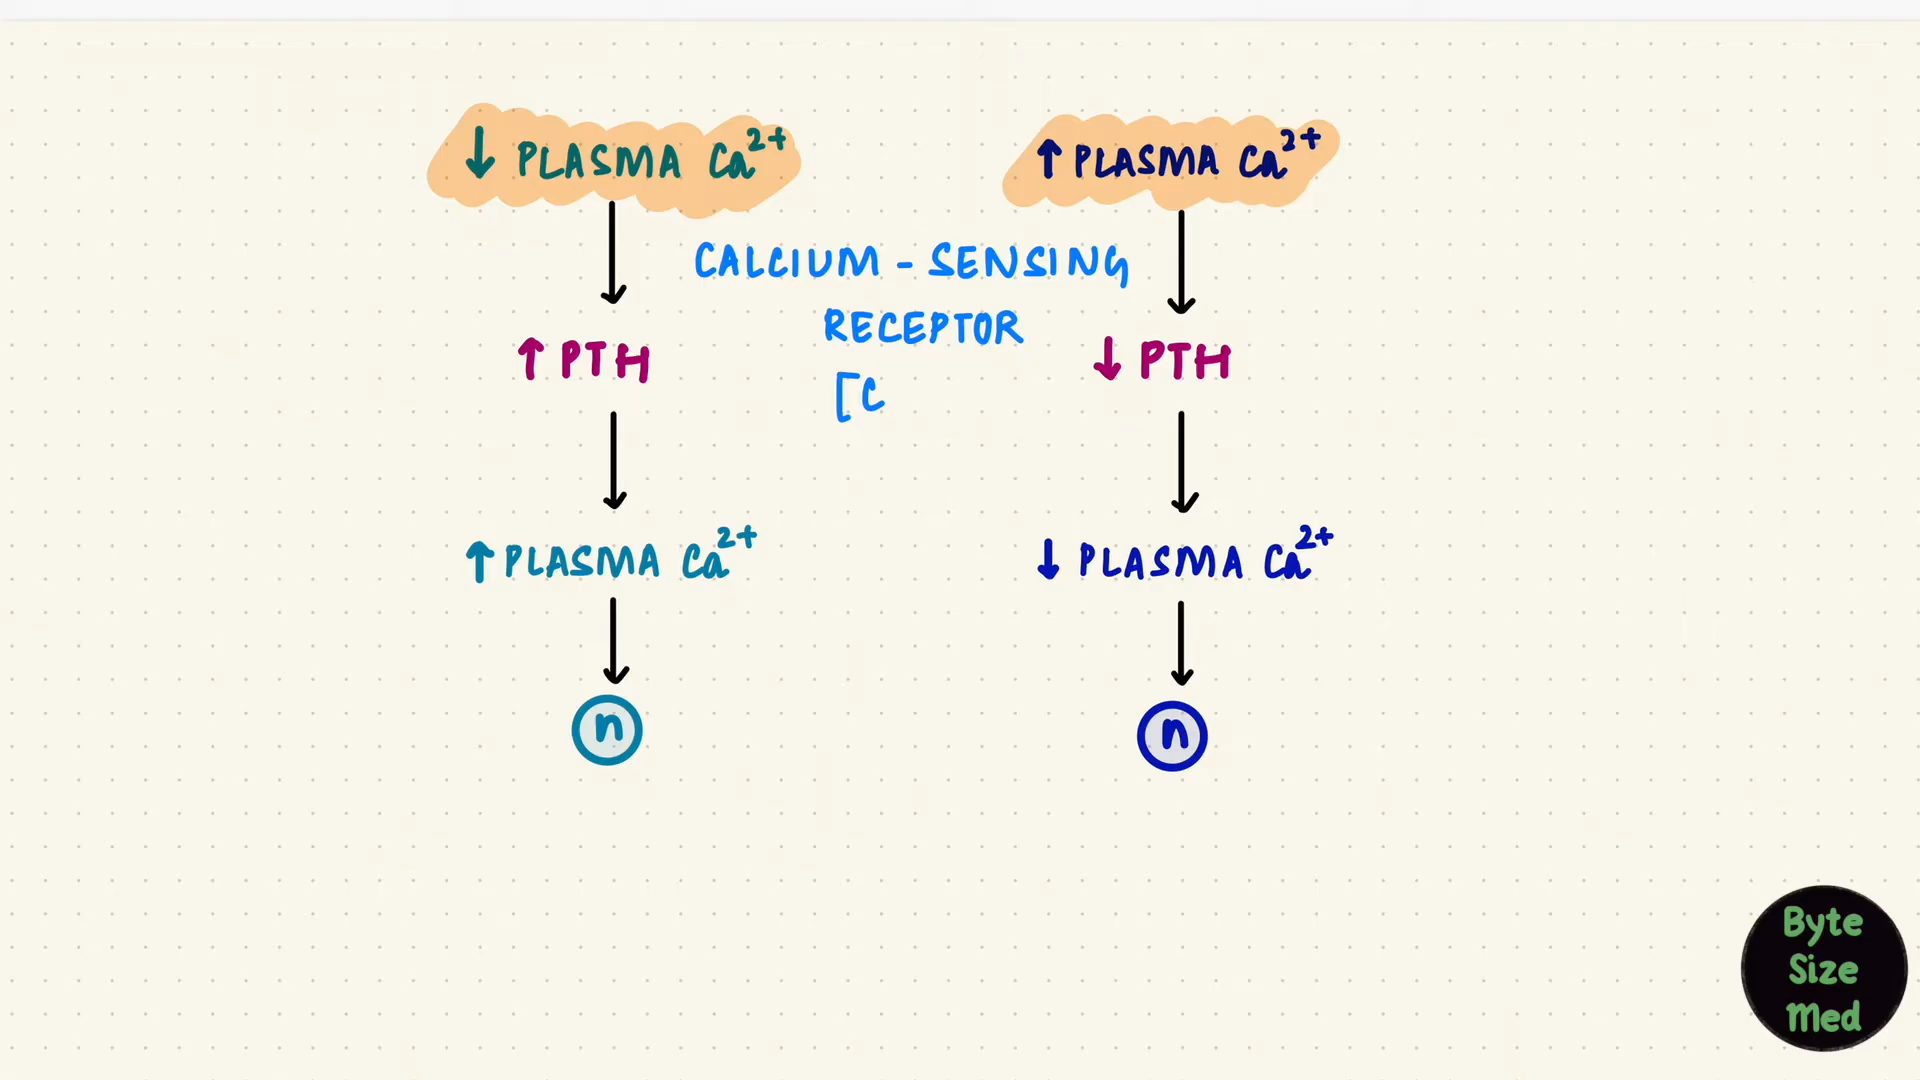 ↓ PLASMA Ca²⁺
↑ PLASMA Ca²⁺
CALCIUM - SENSING
RECEPTOR
[C
↑ PTH
↓ PTH
↑ PLASMA Ca²⁺
↓ PLASMA Ca²⁺
n
n
Byte
Size
Med